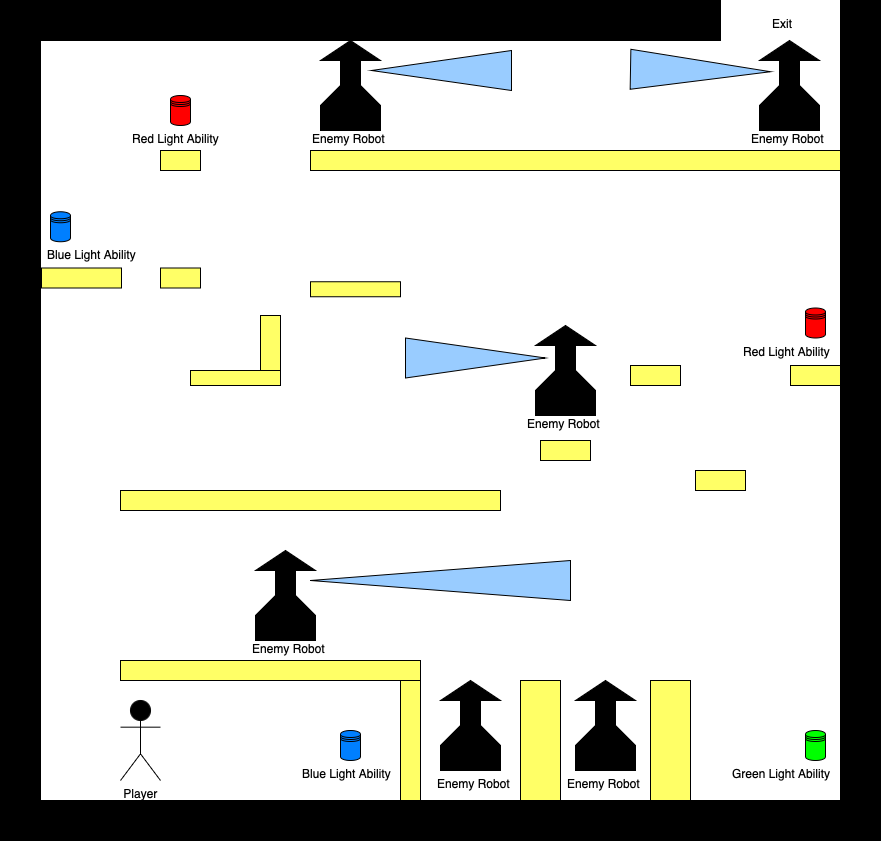 Exit
Red Light Ability
Enemy Robot
Enemy Robot
Blue Light Ability
Red Light Ability
Enemy Robot
Enemy Robot
Blue Light Ability
Enemy Robot
Enemy Robot
Green Light Ability
Player